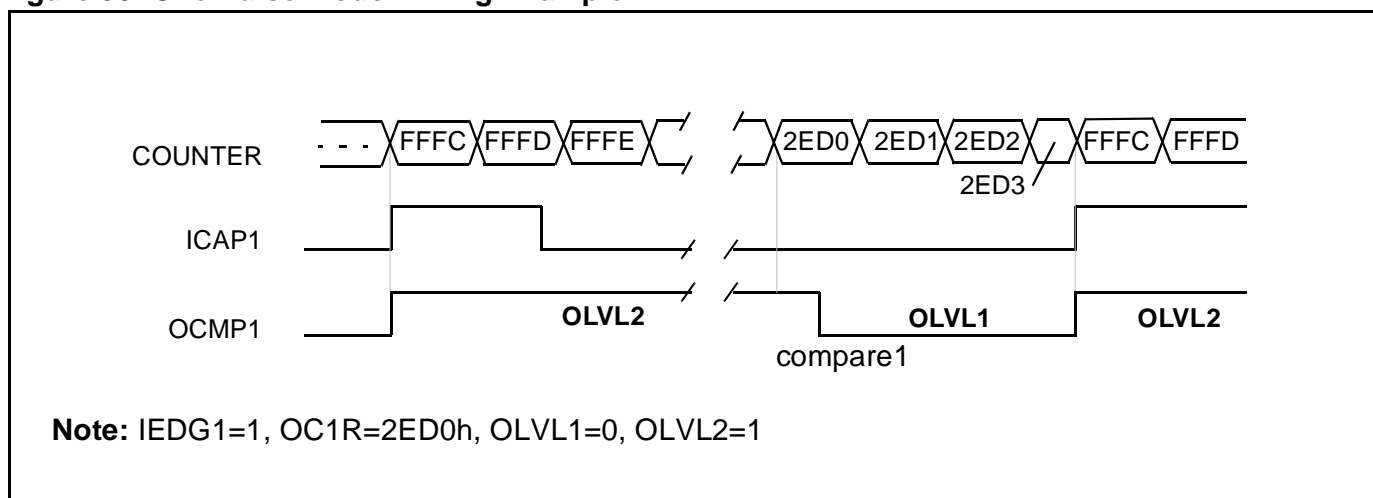 COUNTER
- - - FFFC FFFD FFFE 2ED0 2ED1 2ED2 FFFC FFFD
2ED3
ICAP1
OCMP1
OLVL2 OLVL1 OLVL2
compare1
Note: IEDG1=1, OC1R=2ED0h, OLVL1=0, OLVL2=1